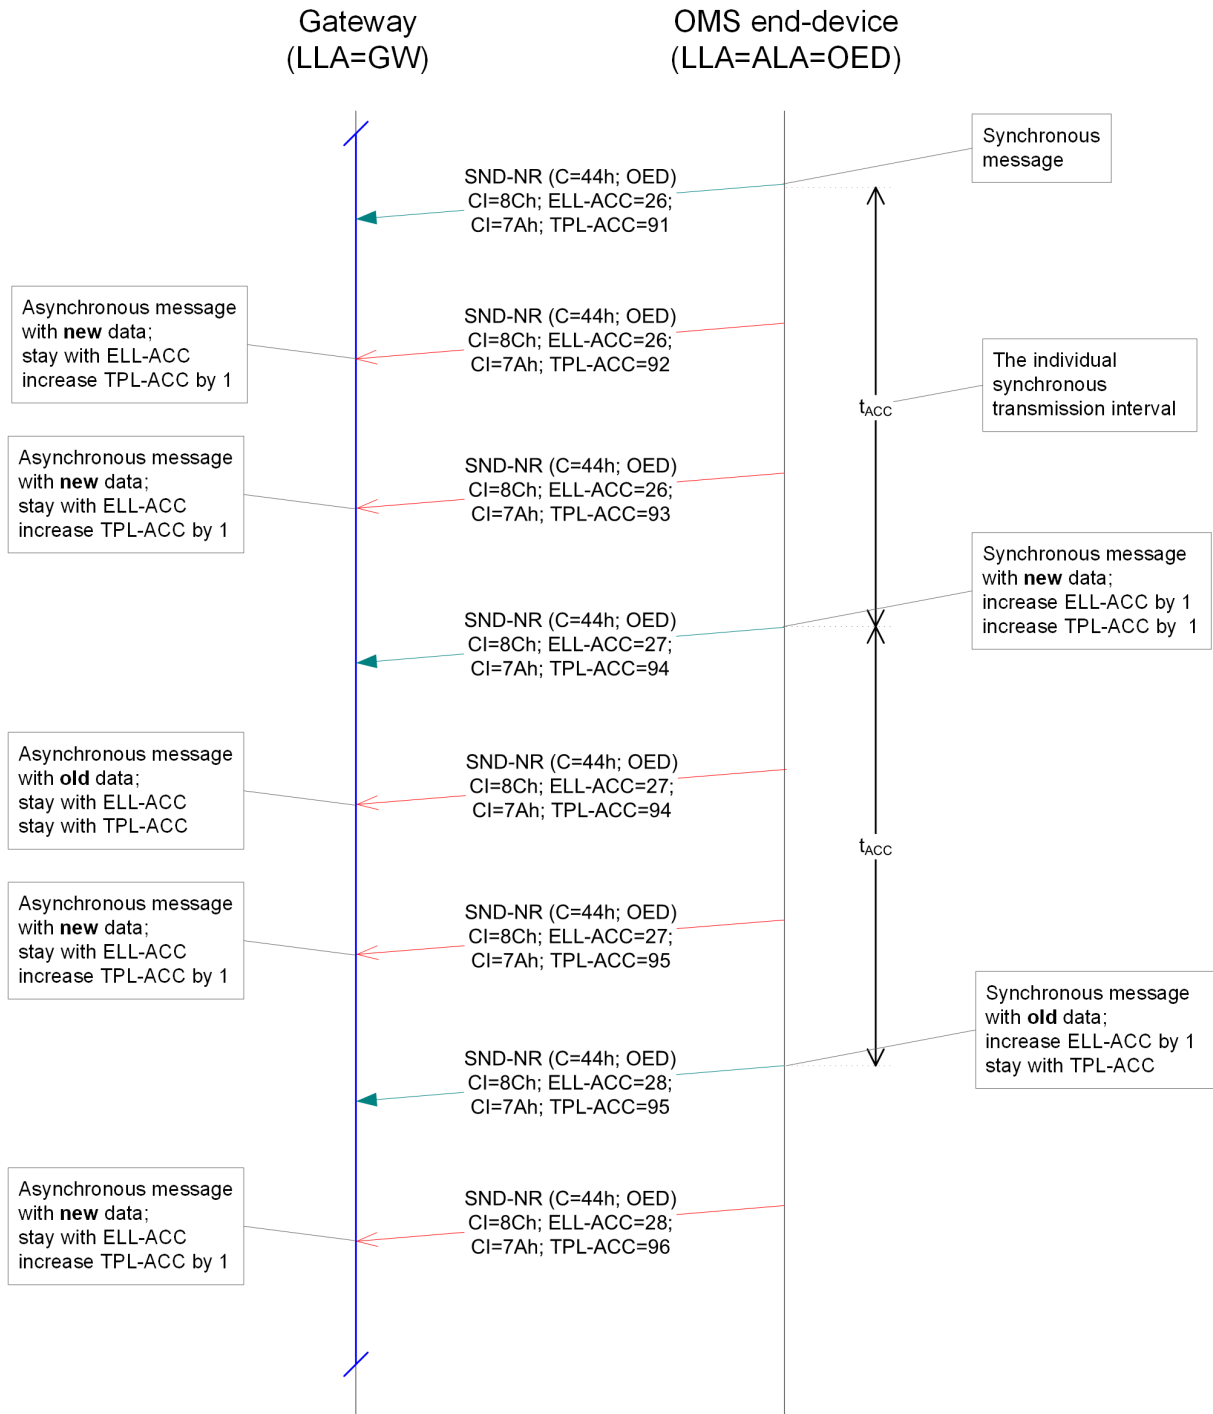 Gateway
(LLA=GW)
OMS end-device
(LLA=ALA=OED)
Synchronous
message
SND-NR (C=44h; OED)
CI=8Ch; ELL-ACC=26;
CI=7Ah; TPL-ACC=91
Asynchronous message
with new data;
stay with ELL-ACC
increase TPL-ACC by 1
SND-NR (C=44h; OED)
CI=8Ch; ELL-ACC=26;
CI=7Ah; TPL-ACC=92
The individual
synchronous
transmission interval
tACC
Asynchronous message
with new data;
stay with ELL-ACC
increase TPL-ACC by 1
SND-NR (C=44h; OED)
CI=8Ch; ELL-ACC=26;
CI=7Ah; TPL-ACC=93
Synchronous message
with new data;
increase ELL-ACC by 1
increase TPL-ACC by 1
SND-NR (C=44h; OED)
CI=8Ch; ELL-ACC=27;
CI=7Ah; TPL-ACC=94
Asynchronous message
with old data;
stay with ELL-ACC
stay with TPL-ACC
SND-NR (C=44h; OED)
CI=8Ch; ELL-ACC=27;
CI=7Ah; TPL-ACC=94
tACC
Asynchronous message
with new data;
stay with ELL-ACC
increase TPL-ACC by 1
SND-NR (C=44h; OED)
CI=8Ch; ELL-ACC=27;
CI=7Ah; TPL-ACC=95
Synchronous message
with old data;
increase ELL-ACC by 1
stay with TPL-ACC
SND-NR (C=44h; OED)
CI=8Ch; ELL-ACC=28;
CI=7Ah; TPL-ACC=95
Asynchronous message
with new data;
stay with ELL-ACC
increase TPL-ACC by 1
SND-NR (C=44h; OED)
CI=8Ch; ELL-ACC=28;
CI=7Ah; TPL-ACC=96